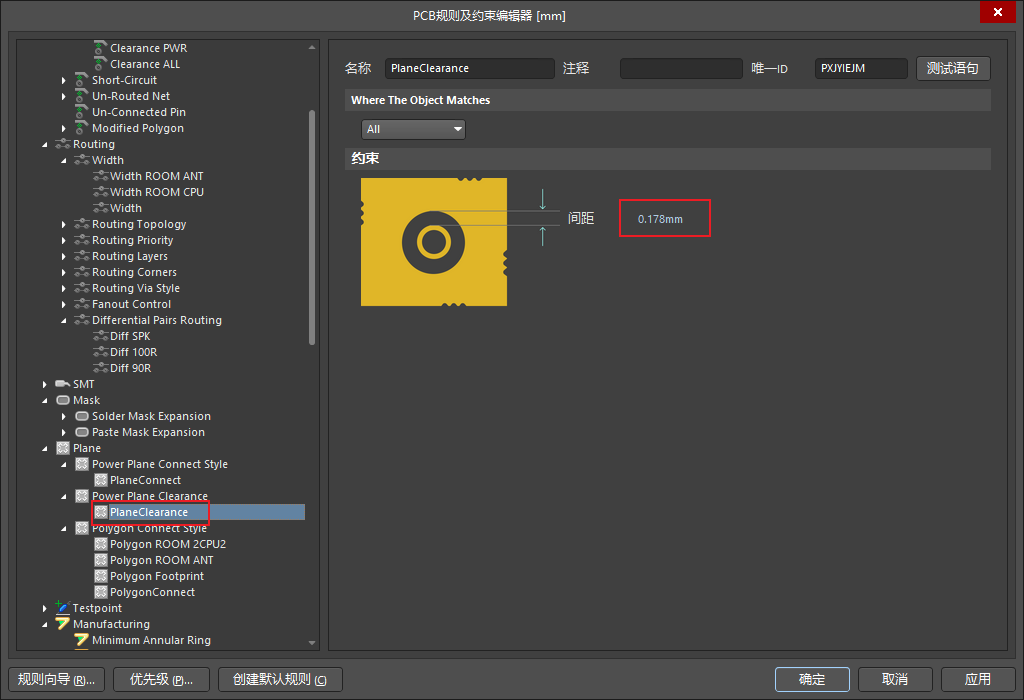 PCB规则及约束编辑器 [mm]
Clearance PWR
Clearance ALL
Short-Circuit
Un-Routed Net
Un-Connected Pin
Modified Polygon
Routing
Width
Width ROOM ANT
Width ROOM CPU
Width
Routing Topology
Routing Priority
Routing Layers
Routing Corners
Routing Via Style
Fanout Control
Differential Pairs Routing
Diff SPK
Diff 100R
Diff 90R
SMT
Mask
Solder Mask Expansion
Paste Mask Expansion
Plane
Power Plane Connect Style
PlaneConnect
Power Plane Clearance
PlaneClearance
Polygon Connect Style
Polygon ROOM 2CPU2
Polygon ROOM ANT
Polygon Footprint
PolygonConnect
Testpoint
Manufacturing
Minimum Annular Ring
名称 PlaneClearance 注释 唯一ID PXJYIEJM 测试语句
Where The Object Matches
All
约束
间距 0.178mm
规则向导 (R)... 优先级 (P)... 创建默认规则 (C) 确定 取消 应用